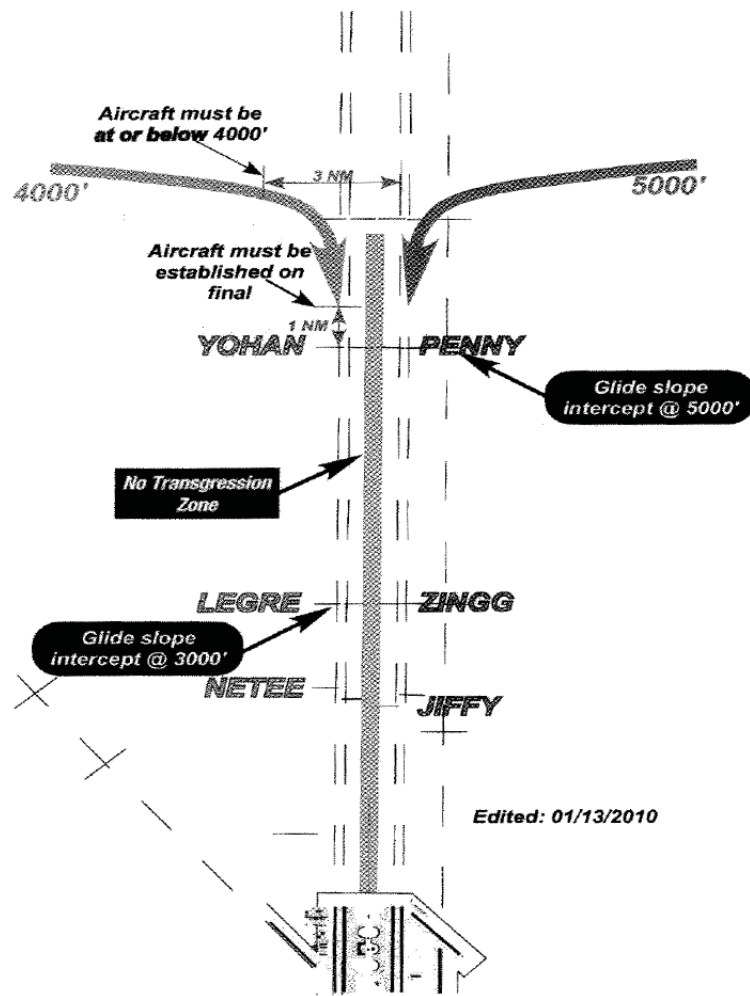 Aircraft must be
at or below 4000'
3 NM
4000'
5000'
Aircraft must be
established on
final
1 NM
YOHAN
PENNY
Glide slope
intercept @ 5000'
No Transgression
Zone
LEGRE
ZINGG
Glide slope
intercept @ 3000'
NETEE
JIFFY
Edited: 01/13/2010